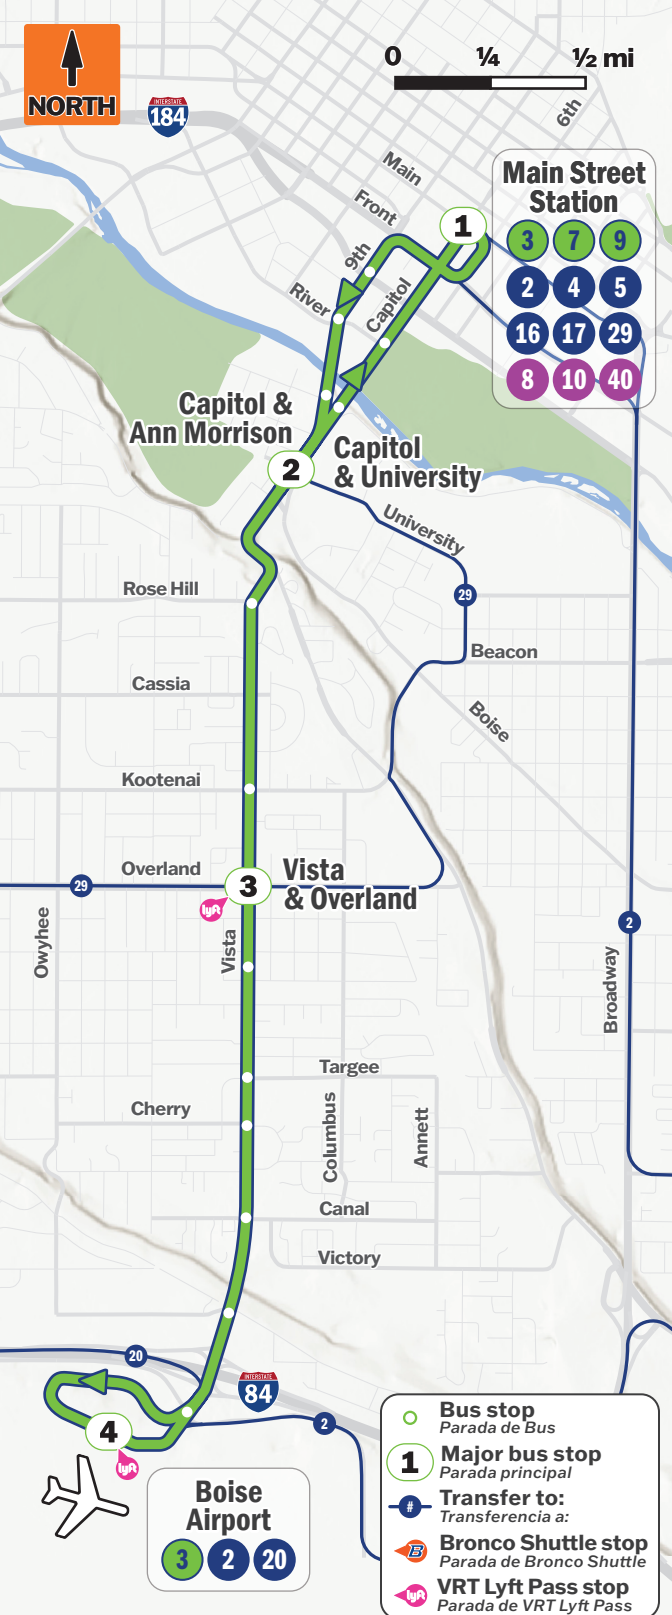 NORTH
INTERSTATE
184
0 ¼ ½ mi
6th
Main
Front
9th
River
Capitol
1
Main Street
Station
3 7 9
2 4 5
16 17 29
8 10 40
Capitol &
Ann Morrison
Capitol
& University
2
University
29
Rose Hill
Beacon
Cassia
Boise
Kootenai
Overland
29
3
Vista
& Overland
lyft
Owyhee
Vista
2
Broadway
Targee
Cherry
Columbus
Annett
Canal
Victory
20
INTERSTATE
84
2
4
lyft
Boise
Airport
3 2 20
Bus stop
Parada de Bus
1
Major bus stop
Parada principal
#
Transfer to:
Transferencia a:
B
Bronco Shuttle stop
Parada de Bronco Shuttle
lyft
VRT Lyft Pass stop
Parada de VRT Lyft Pass